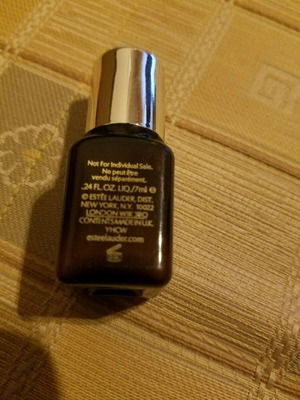 Not For Individual Sale.
Ne peut être
vendu séparément.
.24 FL. OZ. LIQ./7ml ℮
© ESTĒE LAUDER, DIST.
NEW YORK, N.Y. 10022
LONDON W1K 3BQ
CONTENTS MADE IN U.K.
YHCW
esteelauder.com